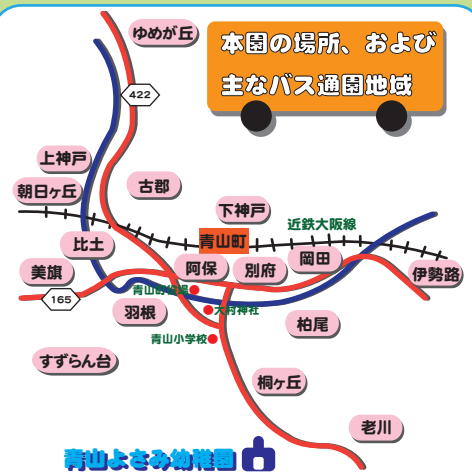 ゆめが丘
本園の場所、および
主なバス通園地域
422
上神戸
朝日ヶ丘
古郡
下神戸
近鉄大阪線
青山町
比土
岡田
美旗
阿保
別府
伊勢路
青山町役場
165
羽根
大村神社
柏尾
青山小学校
すずらん台
桐ヶ丘
老川
青山よさみ幼稚園